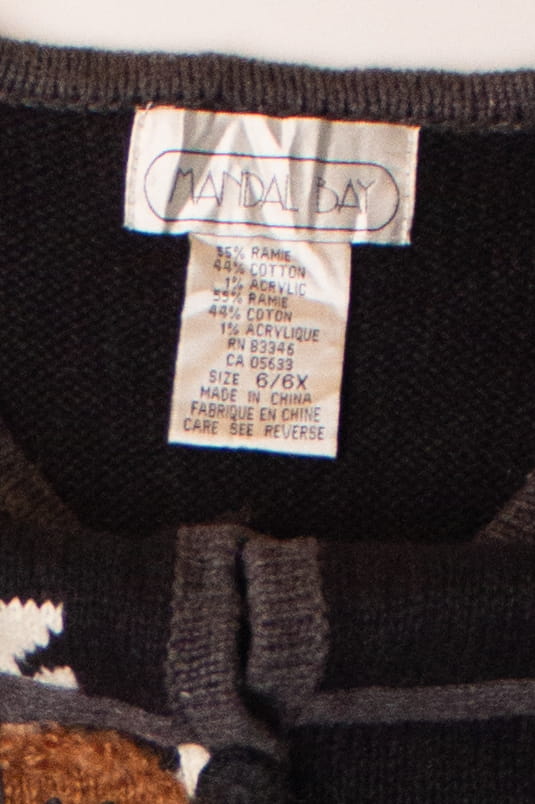 MANDAL BAY
55% RAMIE
44% COTTON
1% ACRYLIC
55% RAMIE
44% COTON
1% ACRYLIQUE
RN 83346
CA 05633
SIZE 6/6X
MADE IN CHINA
FABRIQUE EN CHINE
CARE SEE REVERSE